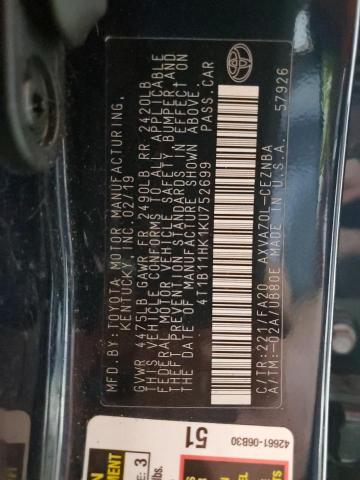 MFD. BY: TOYOTA MOTOR MANUFACTURING,
KENTUCKY, INC. 02/19
GVWR 4475LB GAWR FR 2490LB RR 2420LB
THIS VEHICLE CONFORMS TO ALL APPLICABLE
FEDERAL MOTOR VEHICLE SAFETY, BUMPER, AND
THEFT PREVENTION STANDARDS IN EFFECT ON
DATE OF MANUFACTURE SHOWN ABOVE.
4T1B11HK1KU752699 PASS. CAR
C/TR: 221/FA20 AXVA70L-CEZNBA
A/TM: -02A/UB80E MADE IN U.S.A. 57926
TOYOTA
42661-06B30
51